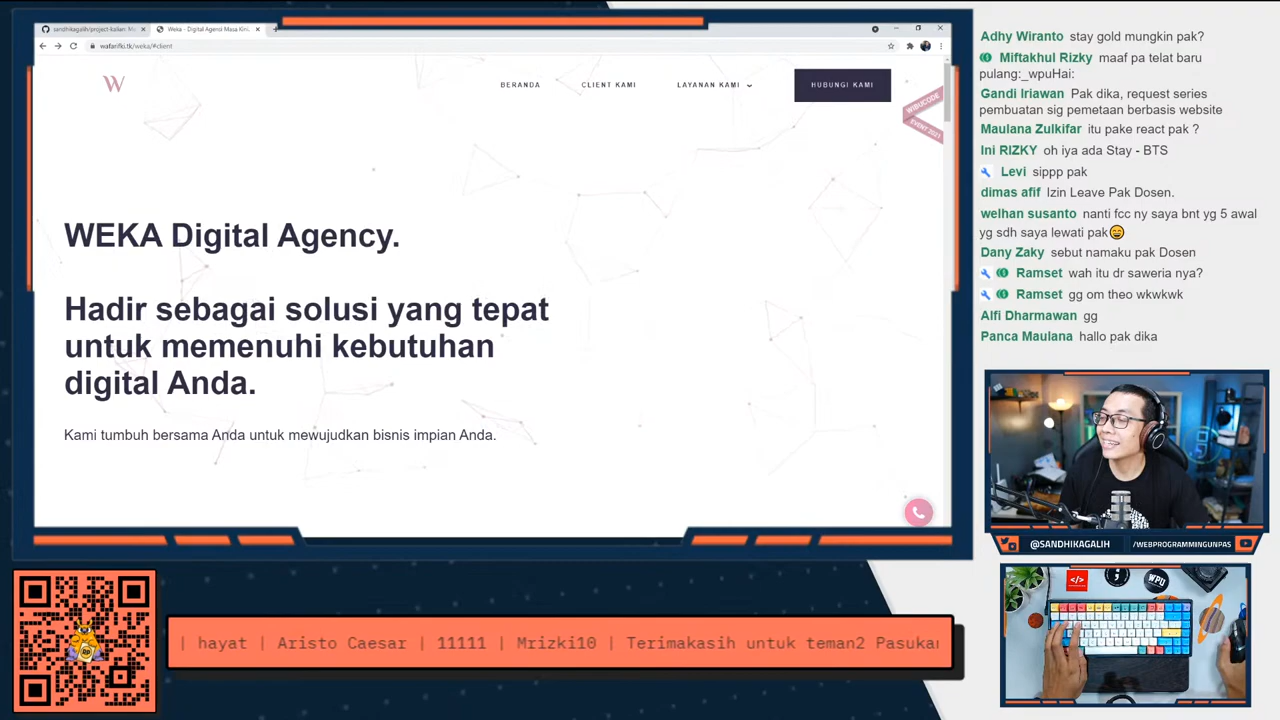 sandhikagalih/project-kalien: Me
Weka - Digital Agensi Masa Kini.
wafarifki.tk/weka/#client
W
BERANDA
CLIENT KAMI
LAYANAN KAMI
HUBUNGI KAMI
WIBUCODE
EVENT 2021
WEKA Digital Agency.
Hadir sebagai solusi yang tepat
untuk memenuhi kebutuhan
digital Anda.
Kami tumbuh bersama Anda untuk mewujudkan bisnis impian Anda.
Adhy Wiranto stay gold mungkin pak?
Miftakhul Rizky maaf pa telat baru
pulang:_wpuHai:
Gandi Iriawan Pak dika, request series
pembuatan sig pemetaan berbasis website
Maulana Zulkifar itu pake react pak ?
Ini RIZKY oh iya ada Stay - BTS
Levi sippp pak
dimas afif Izin Leave Pak Dosen.
welhan susanto nanti fcc ny saya bnt yg 5 awal
yg sdh saya lewati pak😄
Dany Zaky sebut namaku pak Dosen
Ramset wah itu dr saweria nya?
Ramset gg om theo wkwkwk
Alfi Dharmawan gg
Panca Maulana hallo pak dika
@SANDHIKAGALIH
/WEBPROGRAMMINGUNPAS
</>
;
WPU
| hayat | Aristo Caesar | 11111 | Mrizki10 | Terimakasih untuk teman2 Pasukan